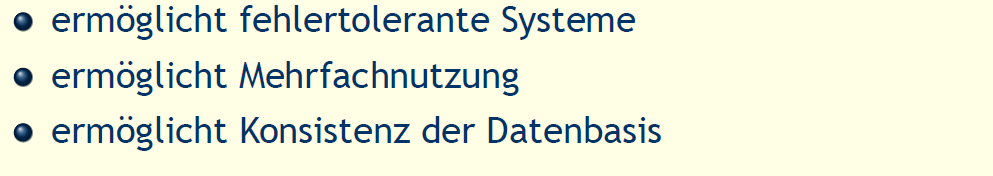 ermöglicht fehlertolerante Systeme
ermöglicht Mehrfachnutzung
ermöglicht Konsistenz der Datenbasis